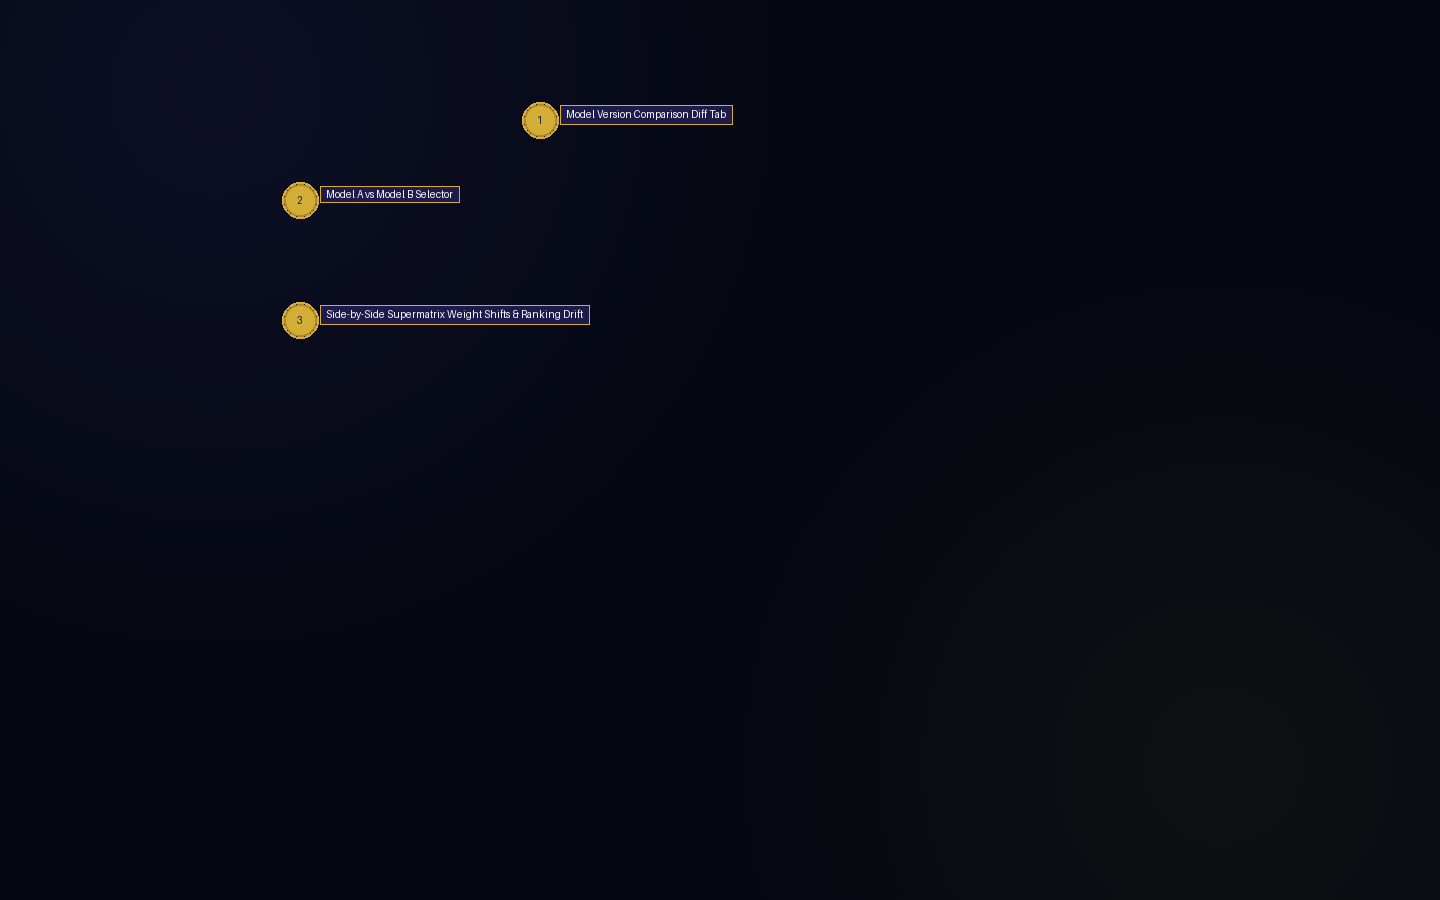 1
Model Version Comparison Diff Tab
2
Model A vs Model B Selector
3
Side-by-Side Supermatrix Weight Shifts & Ranking Drift